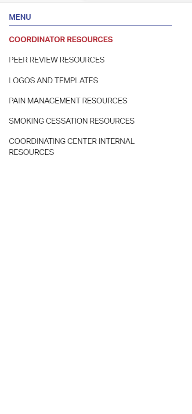 MENU
COORDINATOR RESOURCES
PEER REVIEW RESOURCES
LOGOS AND TEMPLATES
PAIN MANAGEMENT RESOURCES
SMOKING CESSATION RESOURCES
COORDINATING CENTER INTERNAL
RESOURCES